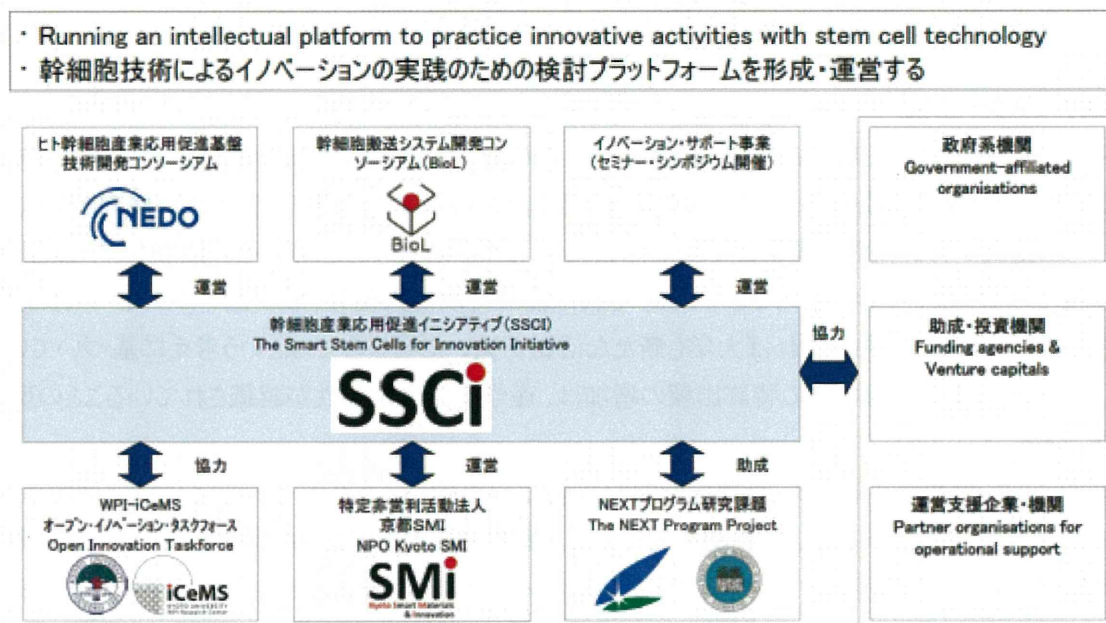 ・ Running an intellectual platform to practice innovative activities with stem cell technology
・ 幹細胞技術によるイノベーションの実践のための検討プラットフォームを形成・運営する
ヒト幹細胞産業応用促進基盤
技術開発コンソーシアム
NEDO
幹細胞搬送システム開発コン
ソーシアム(BioL)
BioL
イノベーション・サポート事業
(セミナー・シンポジウム開催)
政府系機関
Government-affiliated
organisations
運営
運営
運営
幹細胞産業応用促進イニシアティブ(SSCI)
The Smart Stem Cells for Innovation Initiative
SSCi
協力
助成・投資機関
Funding agencies &
Venture capitals
協力
運営
助成
WPI-iCeMS
オープン・イノベーション・タスクフォース
Open Innovation Taskforce
iCeMS
KYOTO UNIVERSITY
特定非営利活動法人
京都SMI
NPO Kyoto SMI
SMi
Kyoto Smart Materials
& Innovation
NEXTプログラム研究課題
The NEXT Program Project
運営支援企業・機関
Partner organisations for
operational support